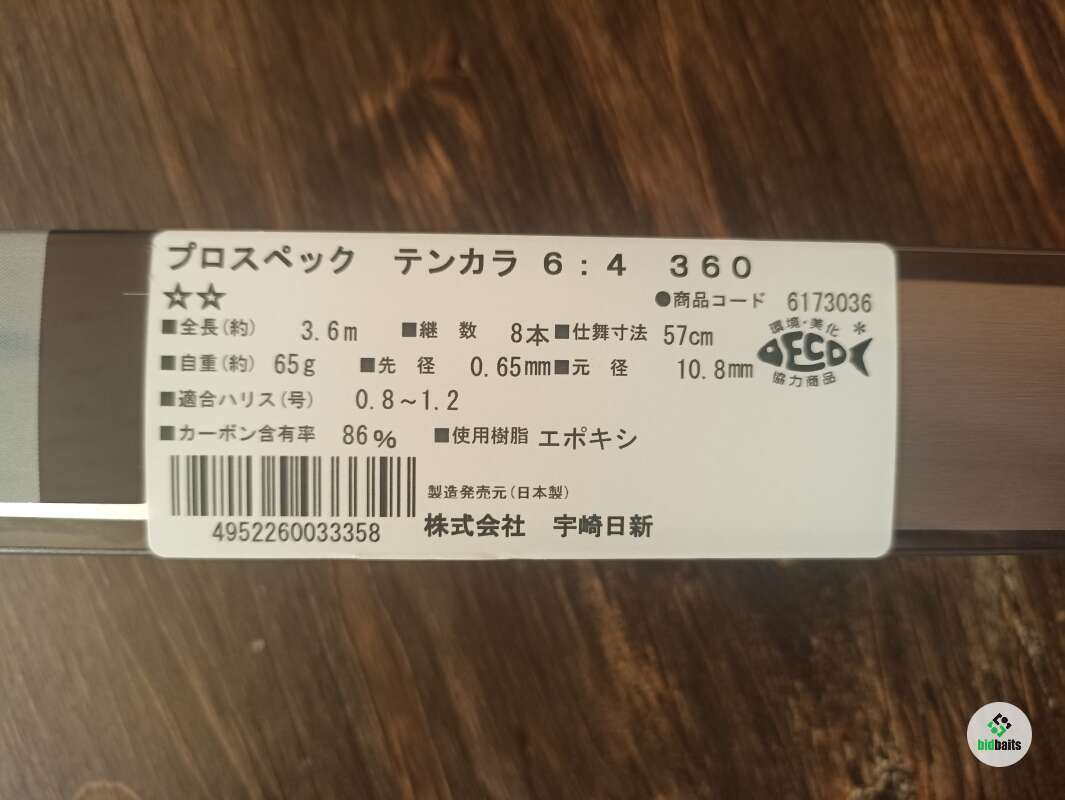 プロスペック テンカラ 6：4 360
☆☆ ●商品コード 6173036
■全長(約) 3.6m ■継 数 8本 ■仕舞寸法 57cm
■自重(約) 65g ■先 径 0.65mm ■元 径 10.8mm
環境・美化
ECO
協力商品
■適合ハリス(号) 0.8～1.2
■カーボン含有率 86% ■使用樹脂 エポキシ
製造発売元(日本製)
4952260033358 株式会社 宇崎日新
bidbaits